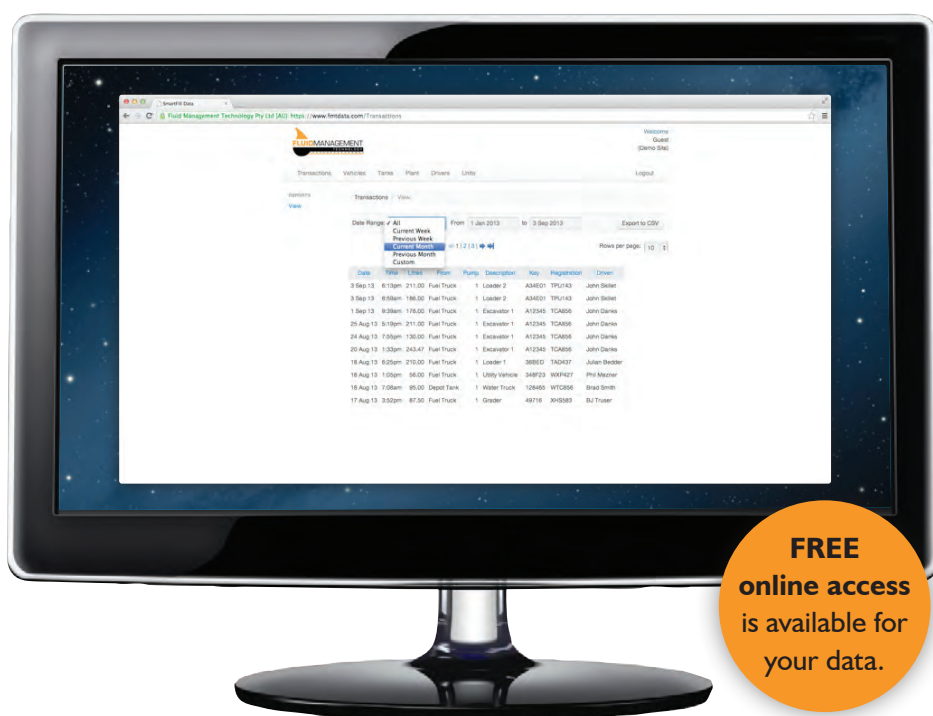 SmartFill Data
Fluid Management Technology Pty Ltd [AU] https://www.fmtdata.com/Transactions
FLUIDMANAGEMENT
TECHNOLOGY
Welcome
Guest
(Demo Site)
Transactions Vehicles Tanks Plant Drivers Units Logout
View
Transactions / View
Date Range: ✓ All From 1 Jan 2013 to 3 Sep 2013 Export to CSV
Current Week
Previous Week
Current Month 1 | 2 | 3 | Rows per page: 10
Previous Month
Custom
Date Time Litres From Pump Description Key Registration Driver
3 Sep 13 6:13pm 211.00 Fuel Truck 1 Loader 2 A34E01 TPU143 John Skillet
3 Sep 13 8:59am 188.00 Fuel Truck 1 Loader 2 A34E01 TPU143 John Skillet
1 Sep 13 9:39am 178.00 Fuel Truck 1 Excavator 1 A12345 TCA856 John Danks
25 Aug 13 5:19pm 211.00 Fuel Truck 1 Excavator 1 A12345 TCA856 John Danks
24 Aug 13 7:05pm 130.00 Fuel Truck 1 Excavator 1 A12345 TCA856 John Danks
20 Aug 13 1:33pm 243.47 Fuel Truck 1 Excavator 1 A12345 TCA856 John Danks
19 Aug 13 6:25pm 210.00 Fuel Truck 1 Loader 1 36BED TAD437 Julian Bedder
18 Aug 13 1:05pm 56.00 Fuel Truck 1 Utility Vehicle 348F23 WXP427 Phil Mezner
18 Aug 13 7:08am 85.00 Depot Tank 1 Water Truck 128465 WTC856 Brad Smith
17 Aug 13 3:52pm 87.50 Fuel Truck 1 Grader 49716 XHS583 BJ Truser
FREE
online access
is available for
your data.